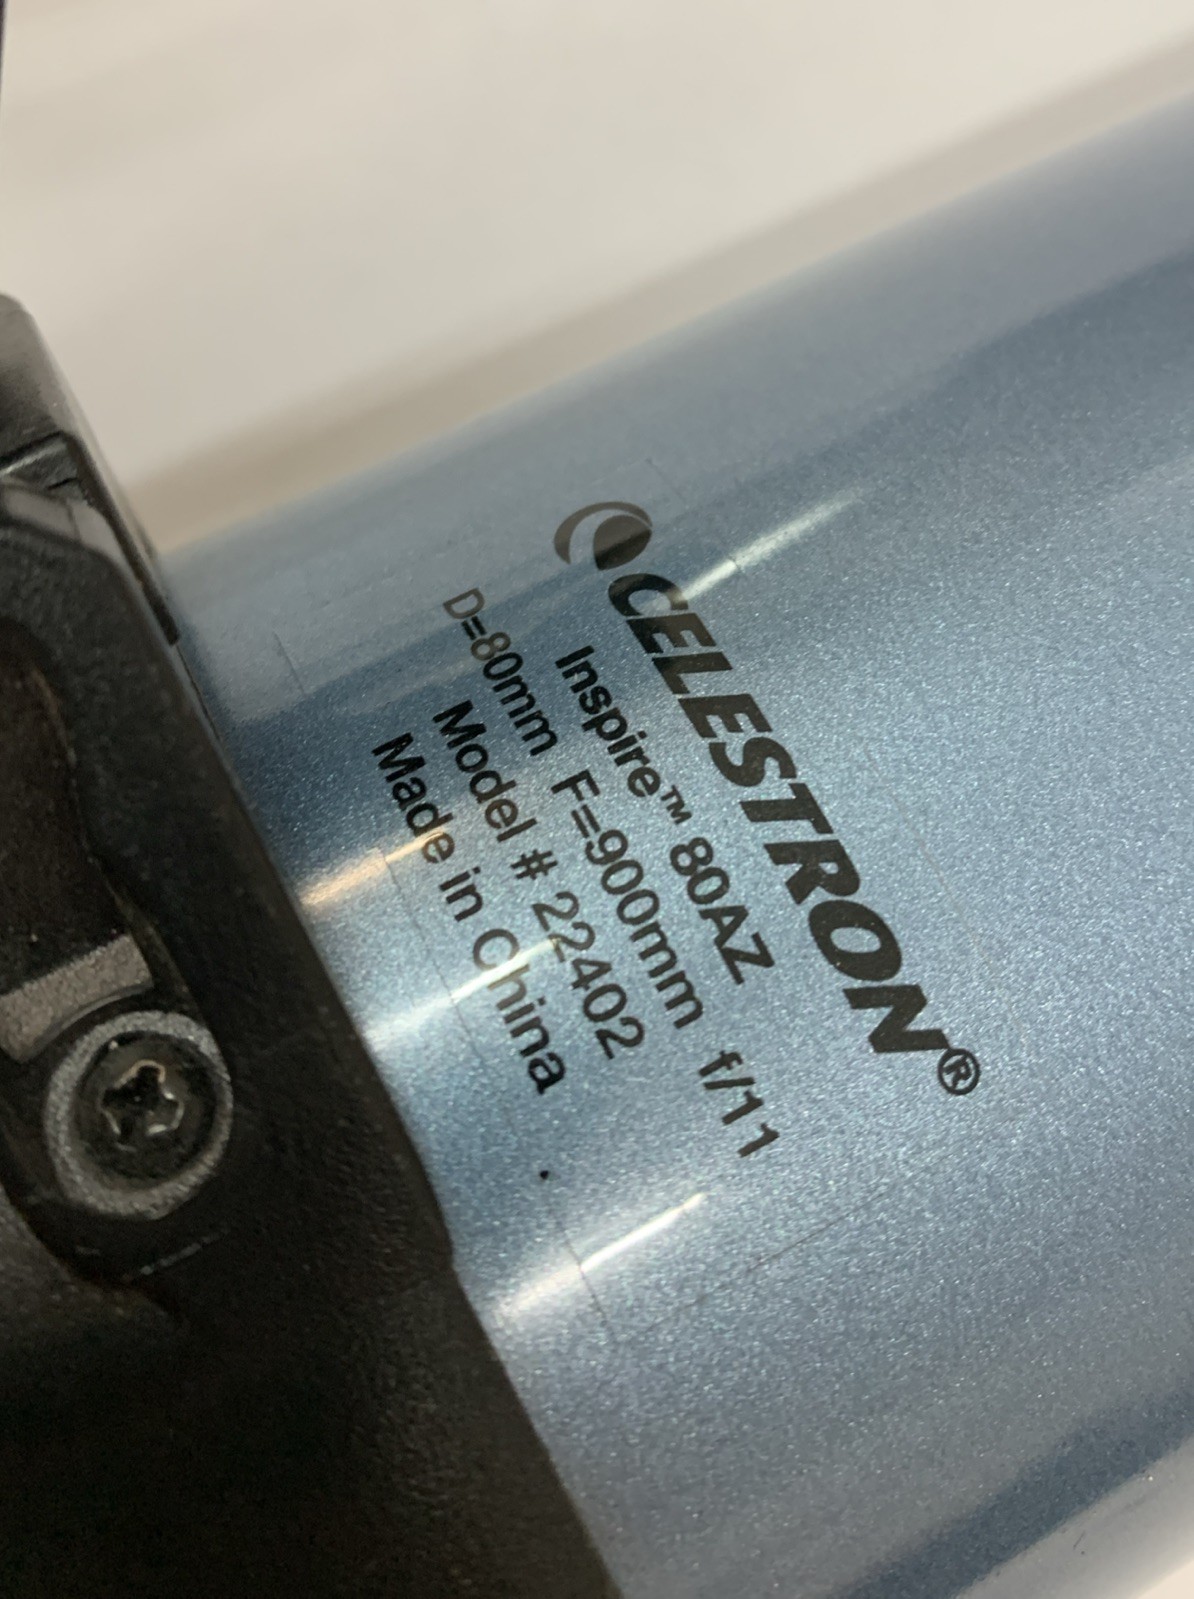 CELESTRON®
Inspire™ 80AZ
D=80mm F=900mm f/11
Model # 22402
Made in China